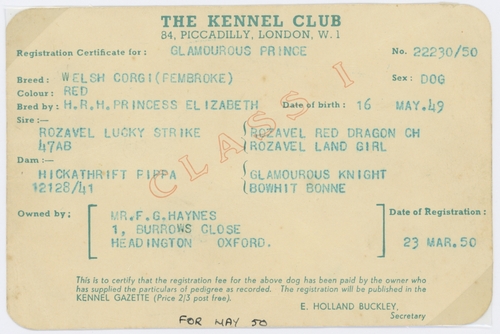 THE KENNEL CLUB
84, PICCADILLY, LONDON, W.1
Registration Certificate for: GLAMOUROUS PRINCE No. 22230/50
Breed: WELSH CORGI (PEMBROKE) Sex: DOG
Colour: RED
Bred by: H.R.H. PRINCESS ELIZABETH Date of birth: 16 MAY.49
Sire:—
ROZAVEL LUCKY STRIKE ROZAVEL RED DRAGON CH
47AB ROZAVEL LAND GIRL
Dam:—
HICKATHRIFT PIPPA GLAMOUROUS KNIGHT
12128/41 BOWHIT BONNE
CLASS I
Owned by; MR.F.G.HAYNES Date of Registration:
1, BURROWS CLOSE
HEADINGTON OXFORD. 23 MAR.50
This is to certify that the registration fee for the above dog has been paid by the owner who
has supplied the particulars of pedigree as recorded. The registration will be published in the
KENNEL GAZETTE (Price 2/3 post free).
E. HOLLAND BUCKLEY,
Secretary
FOR MAY 50